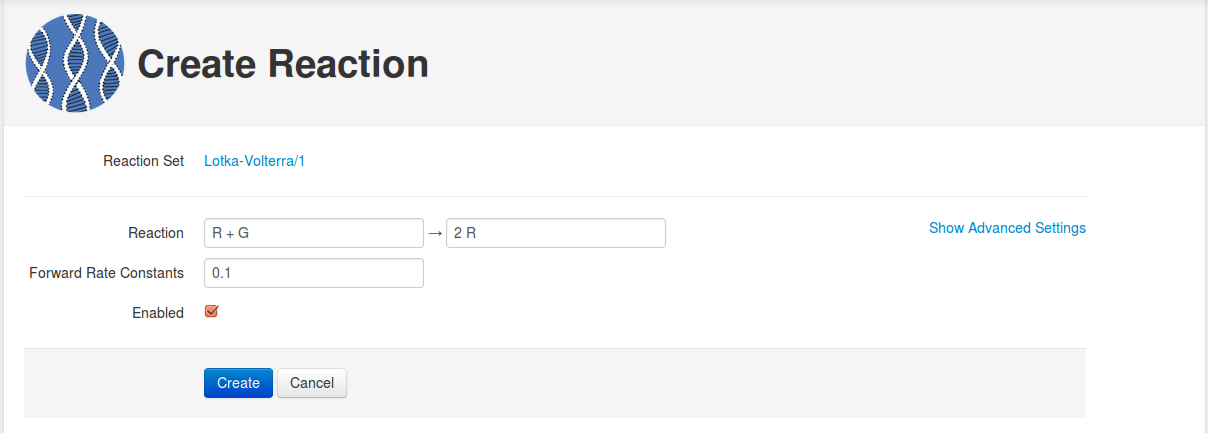 Create Reaction
Reaction Set Lotka-Volterra/1
Reaction R + G → 2 R Show Advanced Settings
Forward Rate Constants 0.1
Enabled
Create Cancel